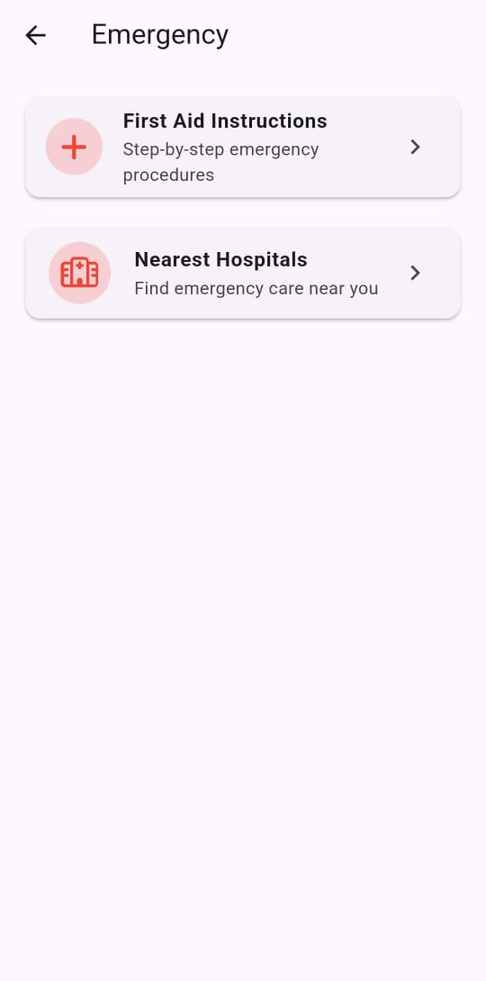 Emergency
First Aid Instructions
Step-by-step emergency
procedures
Nearest Hospitals
Find emergency care near you